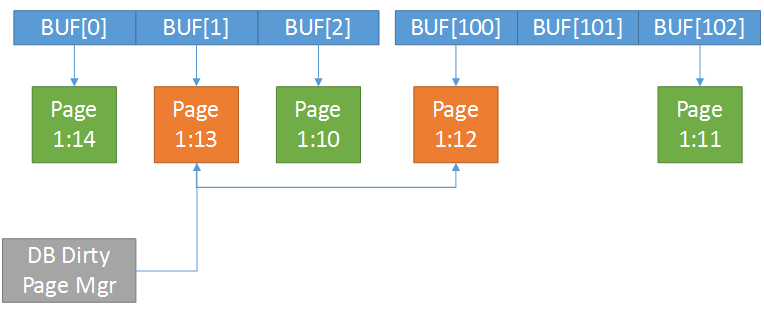 BUF[0] BUF[1] BUF[2] BUF[100] BUF[101] BUF[102]
Page Page Page Page Page
1:14 1:13 1:10 1:12 1:11
DB Dirty
Page Mgr